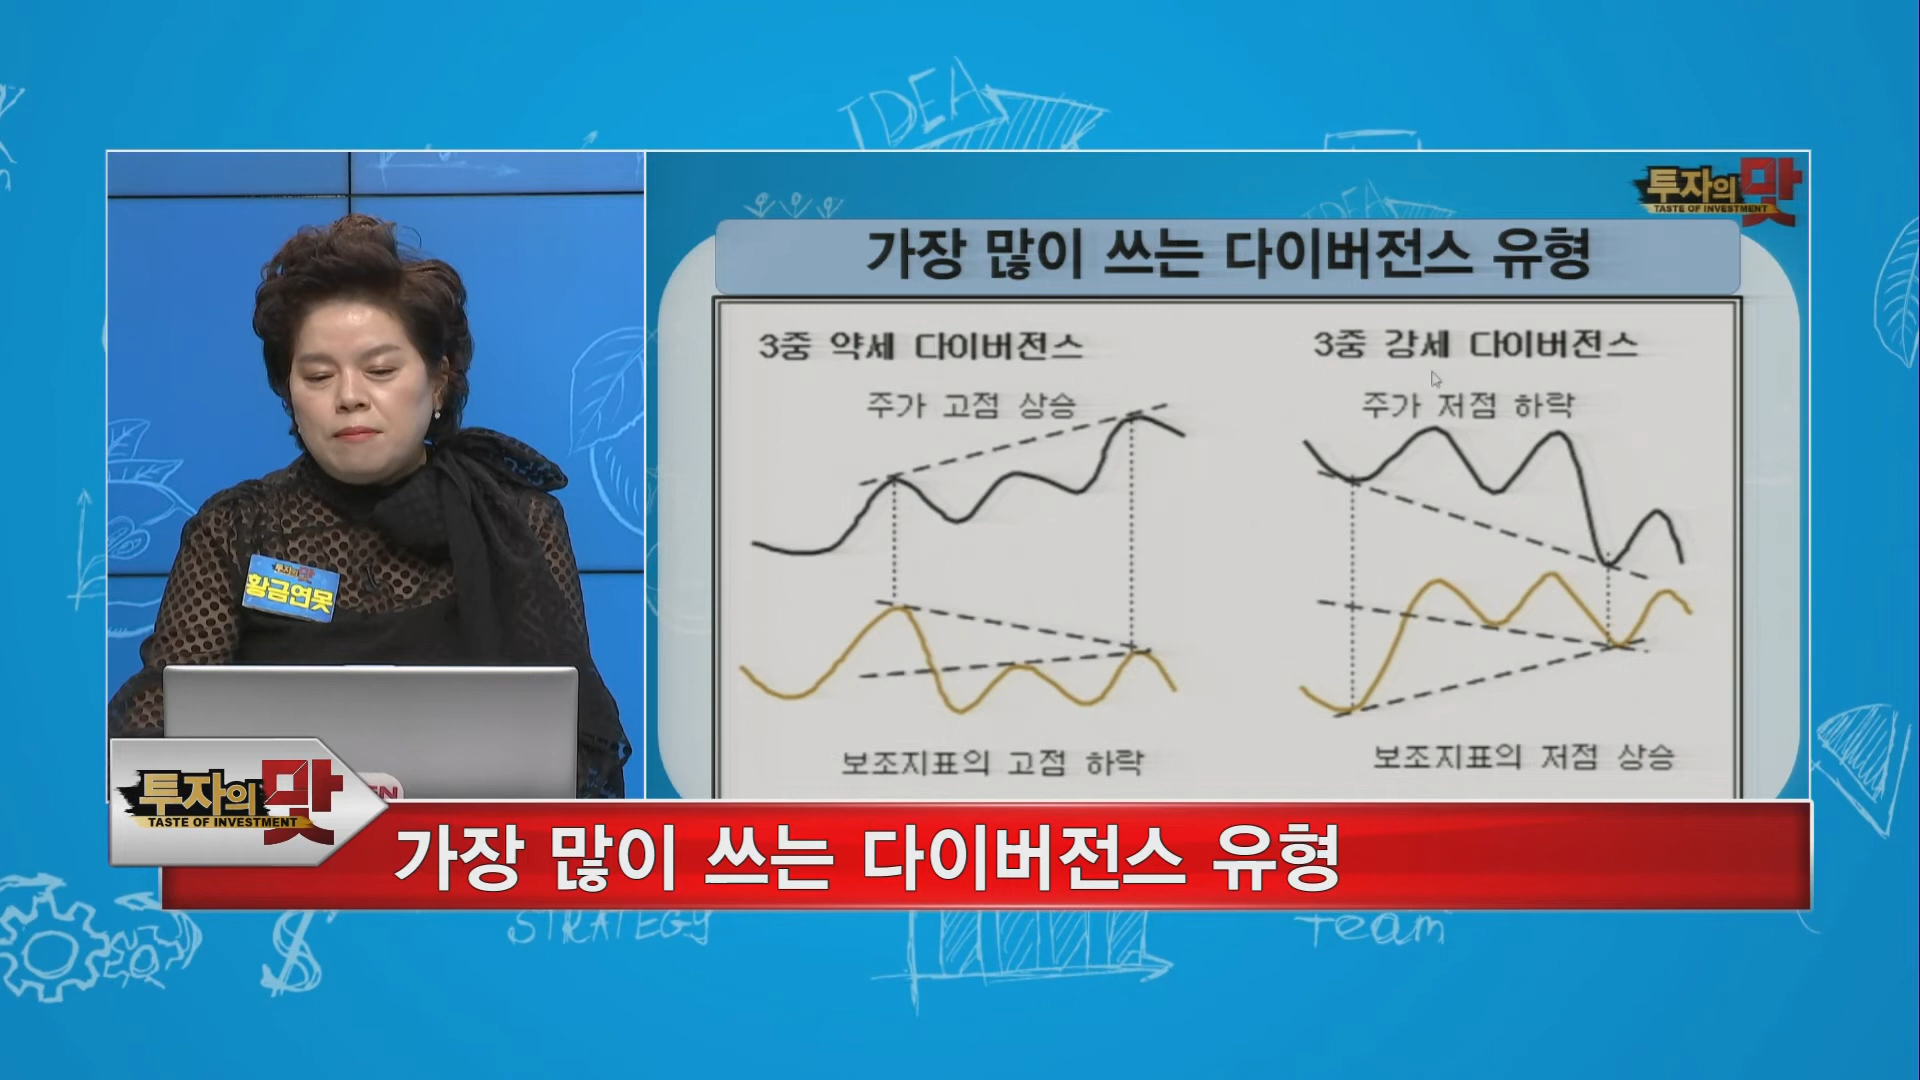 IDEA
투자의 맛
TASTE OF INVESTMENT
가장 많이 쓰는 다이버전스 유형
3중 약세 다이버전스
3중 강세 다이버전스
주가 고점 상승
주가 저점 하락
보조지표의 고점 하락
보조지표의 저점 상승
투자의 맛
황금연못
투자의 맛
TASTE OF INVESTMENT
가장 많이 쓰는 다이버전스 유형
STRATEGY
Team